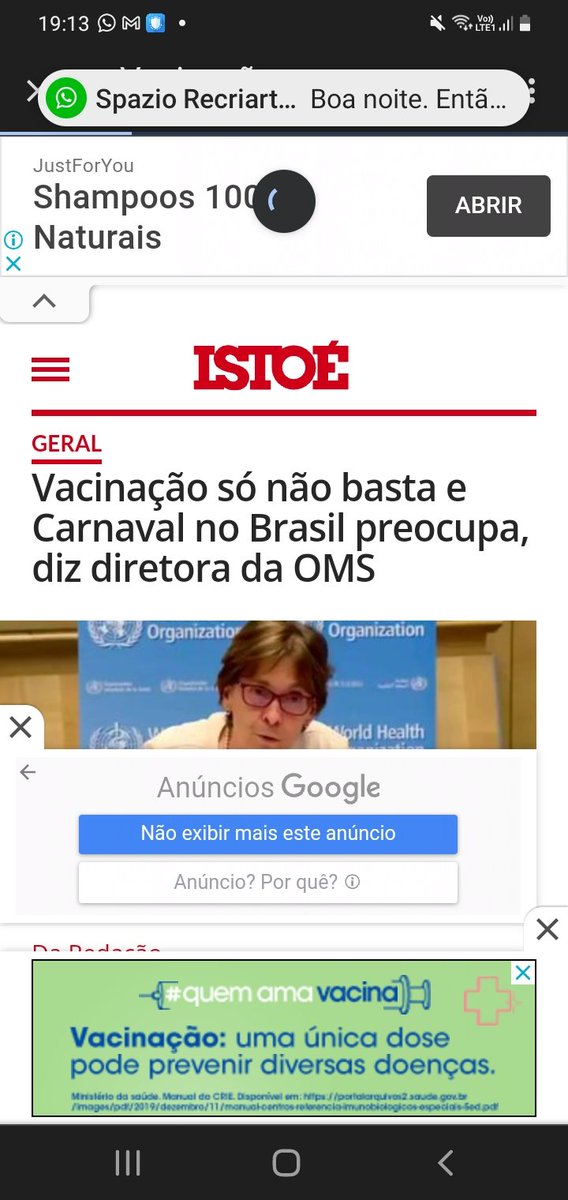 19:13
Vo))
LTE1
Spazio Recriart... Boa noite. Entã...
JustForYou
Shampoos 100
Naturais
ABRIR
ISTOÉ
GERAL
Vacinação só não basta e
Carnaval no Brasil preocupa,
diz diretora da OMS
Organization
Organization
World Health
Organization
Anúncios Google
Não exibir mais este anúncio
Anúncio? Por quê?
Da Redação
#quem ama vacina
Vacinação: uma única dose
pode prevenir diversas doenças.
Ministério da saúde. Manual do CRIE. Disponível em: https://portalarquivos2.saude.gov.br
/images/pdf/2019/dezembro/11/manual-centros-referencia-imunobiologicos-especiais-5ed.pdf